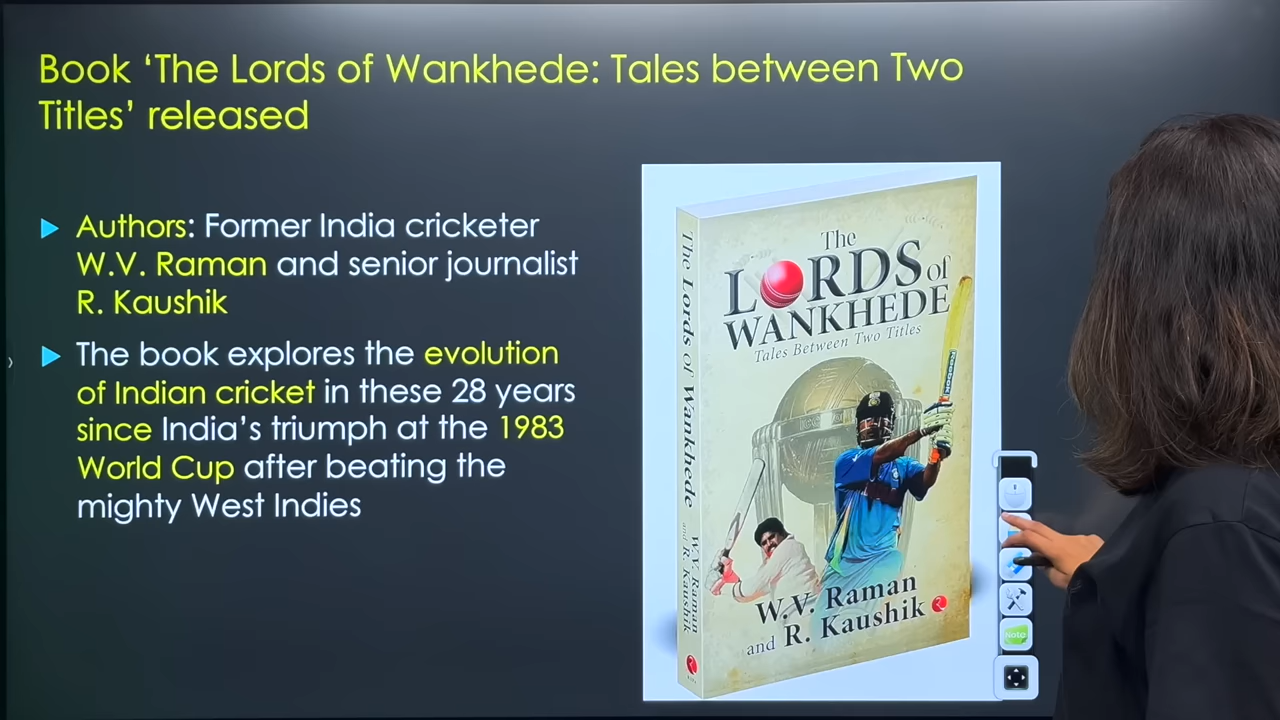 Book ‘The Lords of Wankhede: Tales between Two
Titles’ released
Authors: Former India cricketer
W.V. Raman and senior journalist
R. Kaushik
The book explores the evolution
of Indian cricket in these 28 years
since India’s triumph at the 1983
World Cup after beating the
mighty West Indies
The Lords of Wankhede
W.V. Raman
and R. Kaushik
The
LORDS of
WANKHEDE
Tales Between Two Titles
Reebok
W.V. Raman
and R. Kaushik
Note